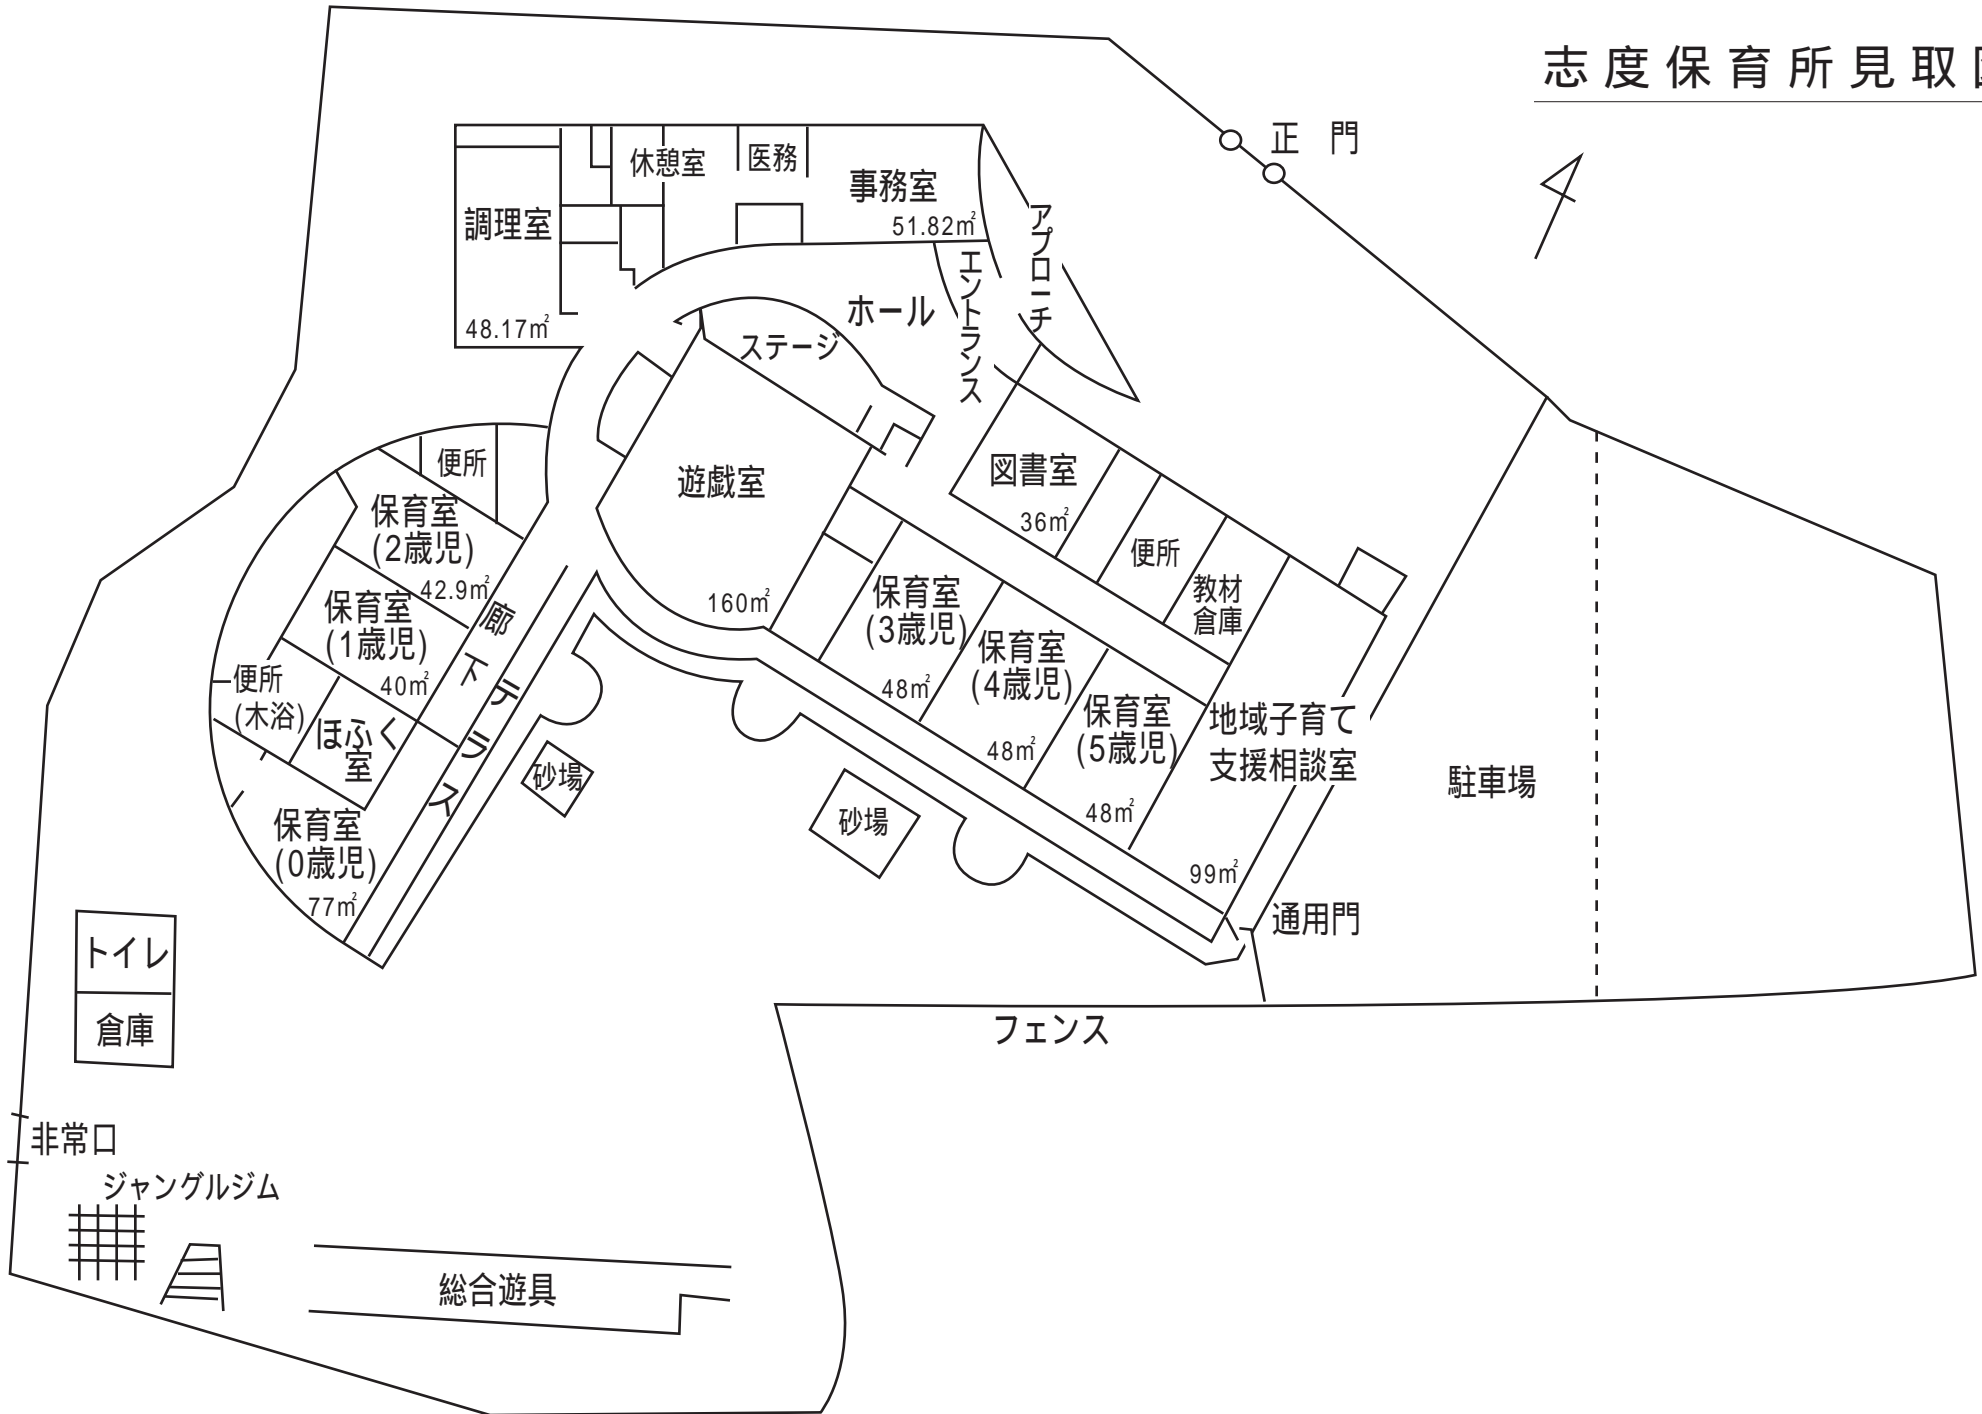 志度保育所見取図
正 門
休憩室
医務
事務室
51.82㎡
調理室
48.17㎡
アプローチ
エントランス
ホール
ステージ
便所
遊戯室
160㎡
図書室
36㎡
便所
教材
倉庫
保育室
(2歳児)
42.9㎡
保育室
(1歳児)
40㎡
便所
(木浴)
ほふく
室
保育室
(0歳児)
77㎡
廊下
テラス
保育室
(3歳児)
48㎡
保育室
(4歳児)
48㎡
保育室
(5歳児)
48㎡
地域子育て
支援相談室
99㎡
駐車場
砂場
砂場
通用門
フェンス
トイレ
倉庫
非常口
ジャングルジム
総合遊具